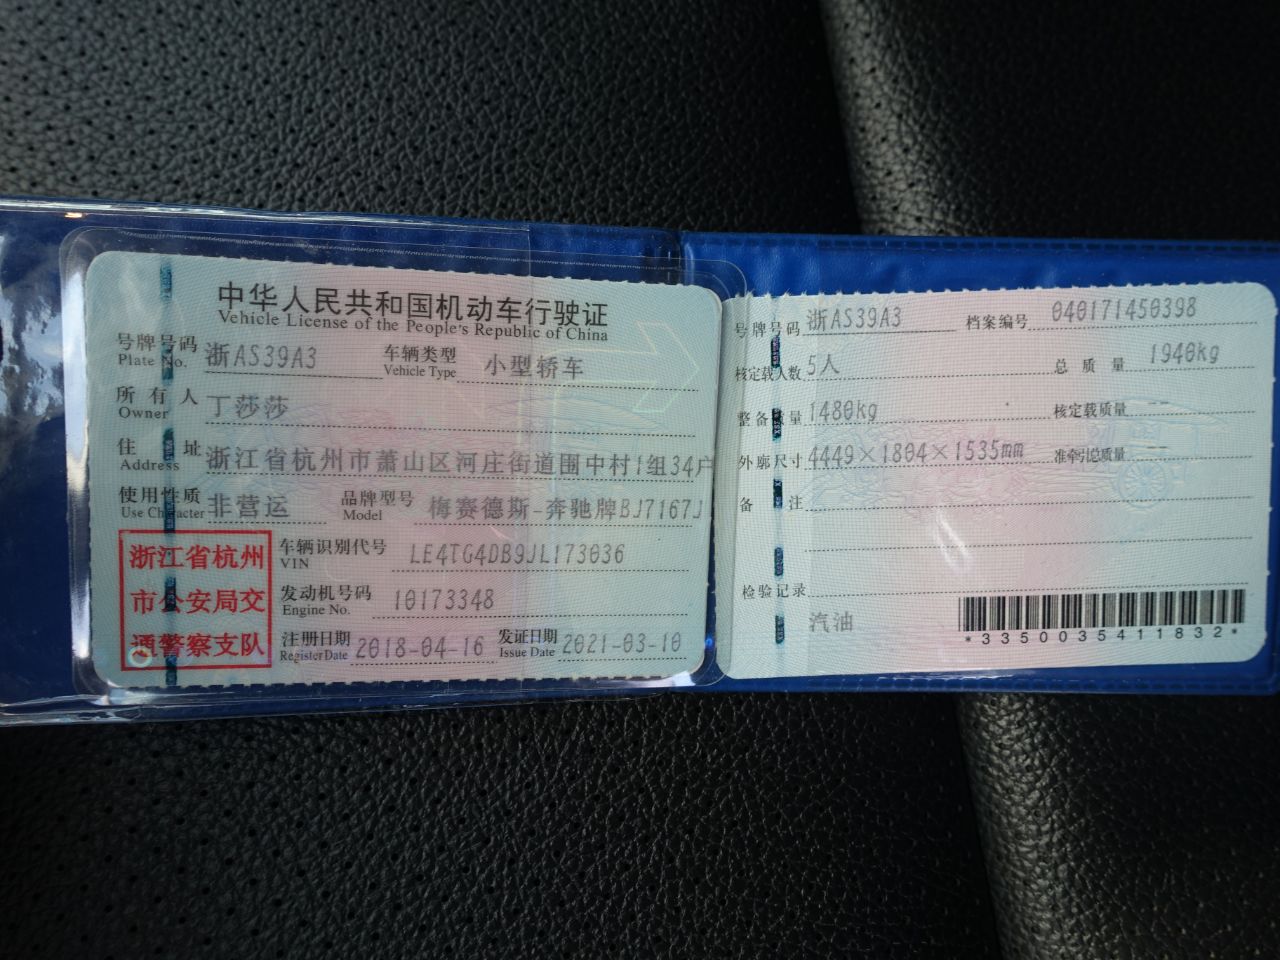 中华人民共和国机动车行驶证
Vehicle License of the People's Republic of China
号牌号码 浙AS39A3 车辆类型 小型轿车
Plate No. Vehicle Type
所有人 丁莎莎
Owner
住址 浙江省杭州市萧山区河庄街道围中村1组34户
Address
使用性质 非营运 品牌型号 梅赛德斯-奔驰牌BJ7167J
Use Character Model
浙江省杭州市公安局交通警察支队
车辆识别代号 LE4TG4DB9JL173036
VIN
发动机号码 10173348
Engine No.
注册日期 2018-04-16 发证日期 2021-03-10
Register Date Issue Date
号牌号码 浙AS39A3 档案编号 040171450398
核定载人数 5人 总质量 1940kg
整备质量 1480kg 核定载质量 --
外廓尺寸 4449×1804×1535mm 准牵引总质量 --
备注
检验记录
汽油
*3350035411832*